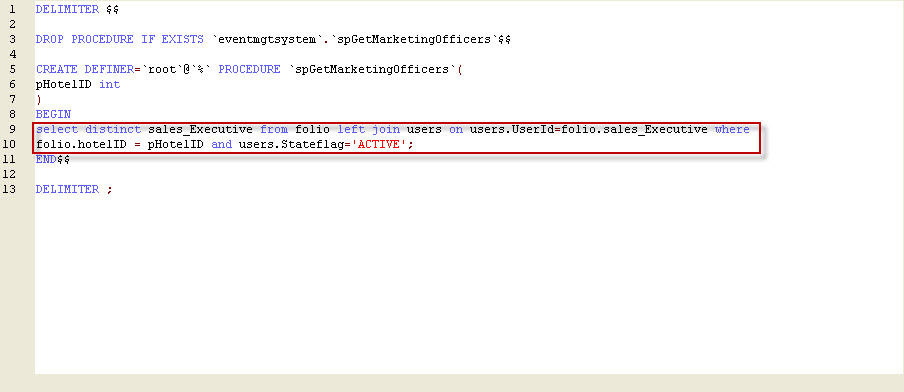 1 DELIMITER $$
2
3 DROP PROCEDURE IF EXISTS `eventmgtsystem`.`spGetMarketingOfficers`$$
4
5 CREATE DEFINER=`root`@`%` PROCEDURE `spGetMarketingOfficers`(
6 pHotelID int
7 )
8 BEGIN
9 select distinct sales_Executive from folio left join users on users.UserId=folio.sales_Executive where
10 folio.hotelID = pHotelID and users.Stateflag='ACTIVE';
11 END$$
12
13 DELIMITER ;